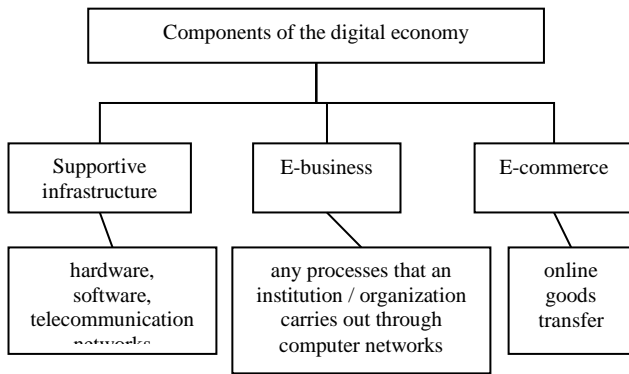 Components of the digital economy
Supportive
infrastructure
E-business
E-commerce
hardware,
software,
telecommunication
networks
any processes that an
institution / organization
carries out through
computer networks
online
goods
transfer